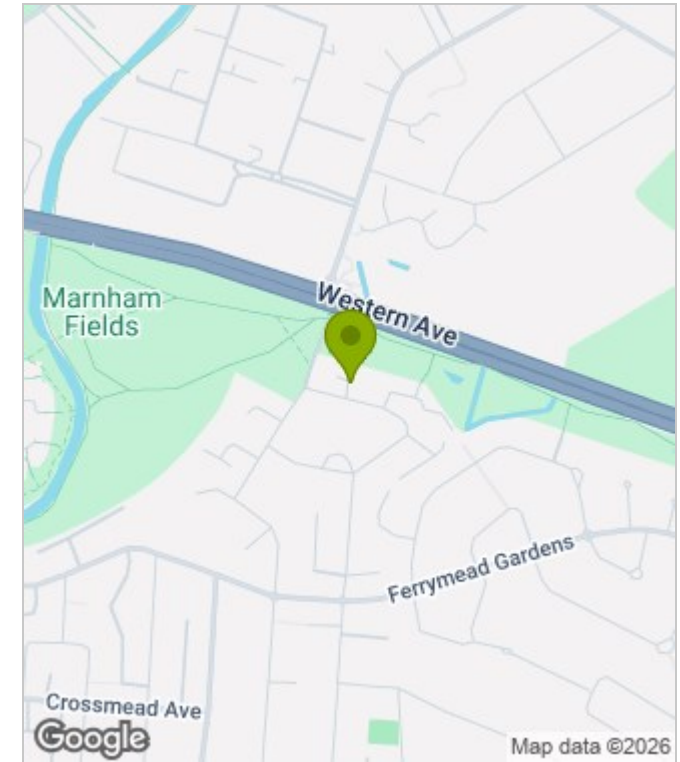 Western Ave
Marnham
Fields
Ferrymead Gardens
Crossmead Ave
Google
Map data ©2026